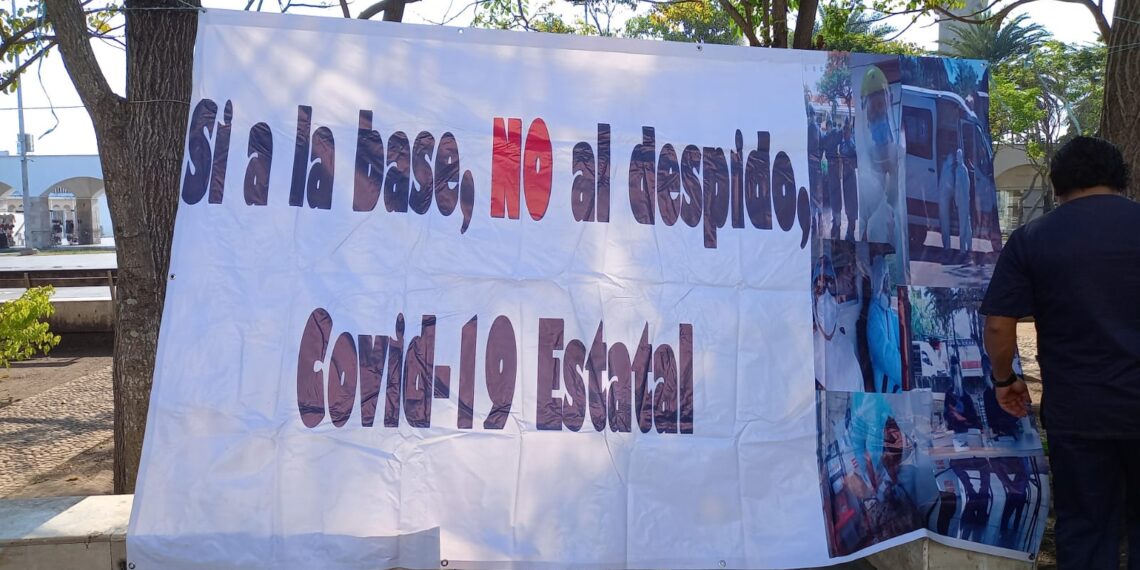 Si a la base, NO al despido,
Covid-19 Estatal